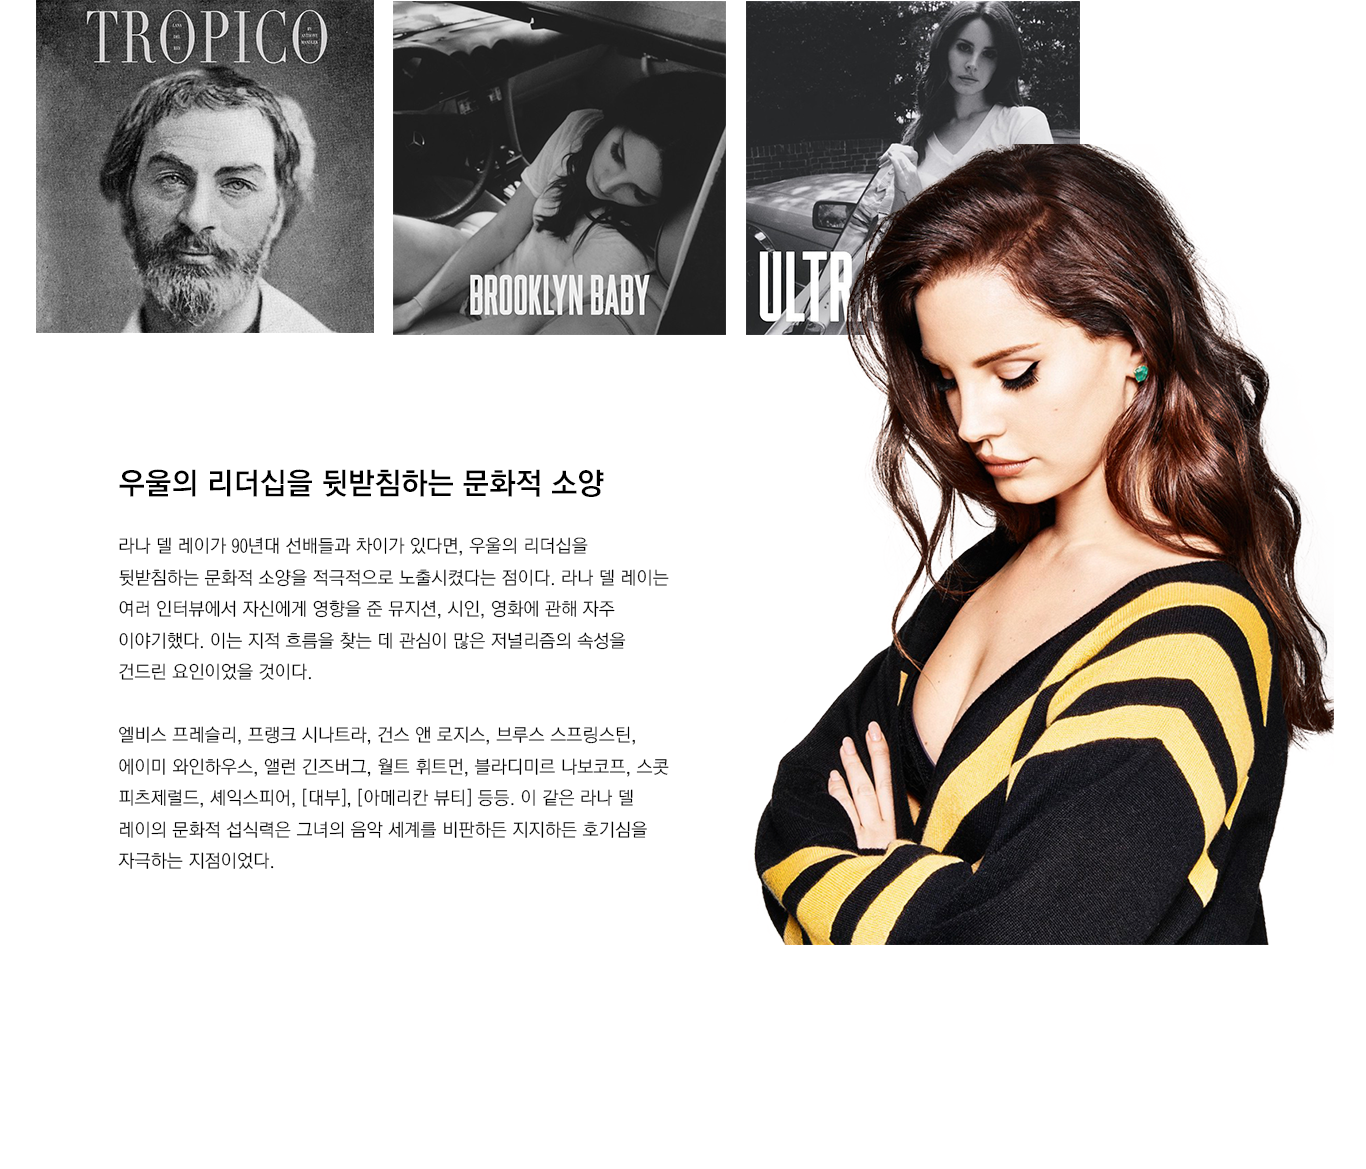 TROPICO
LANA
DEL
REY
BY
ANTHONY
MANDLER
BROOKLYN BABY
ULTR
우울의 리더십을 뒷받침하는 문화적 소양
라나 델 레이가 90년대 선배들과 차이가 있다면, 우울의 리더십을
뒷받침하는 문화적 소양을 적극적으로 노출시켰다는 점이다. 라나 델 레이는
여러 인터뷰에서 자신에게 영향을 준 뮤지션, 시인, 영화에 관해 자주
이야기했다. 이는 지적 흐름을 찾는 데 관심이 많은 저널리즘의 속성을
건드린 요인이었을 것이다.
엘비스 프레슬리, 프랭크 시나트라, 건스 앤 로지스, 브루스 스프링스틴,
에이미 와인하우스, 앨런 긴즈버그, 월트 휘트먼, 블라디미르 나보코프, 스콧
피츠제럴드, 셰익스피어, [대부], [아메리칸 뷰티] 등등. 이 같은 라나 델
레이의 문화적 섭식력은 그녀의 음악 세계를 비판하든 지지하든 호기심을
자극하는 지점이었다.